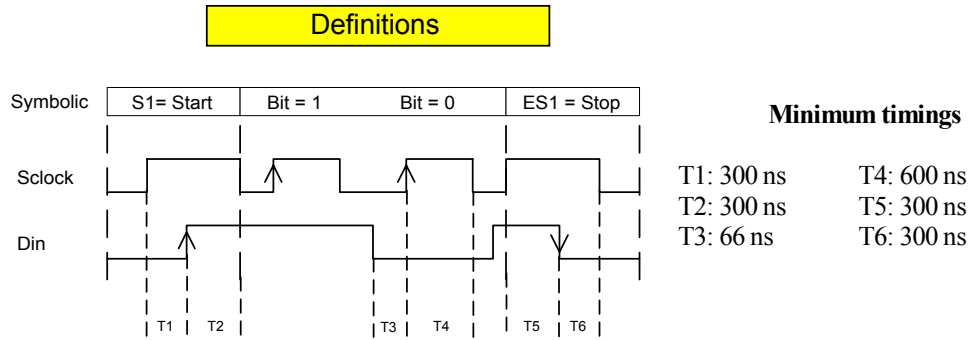 Definitions
Symbolic S1= Start Bit = 1 Bit = 0 ES1 = Stop
Minimum timings
Sclock
T1: 300 ns T4: 600 ns
T2: 300 ns T5: 300 ns
T3: 66 ns T6: 300 ns
Din
T1 T2 T3 T4 T5 T6